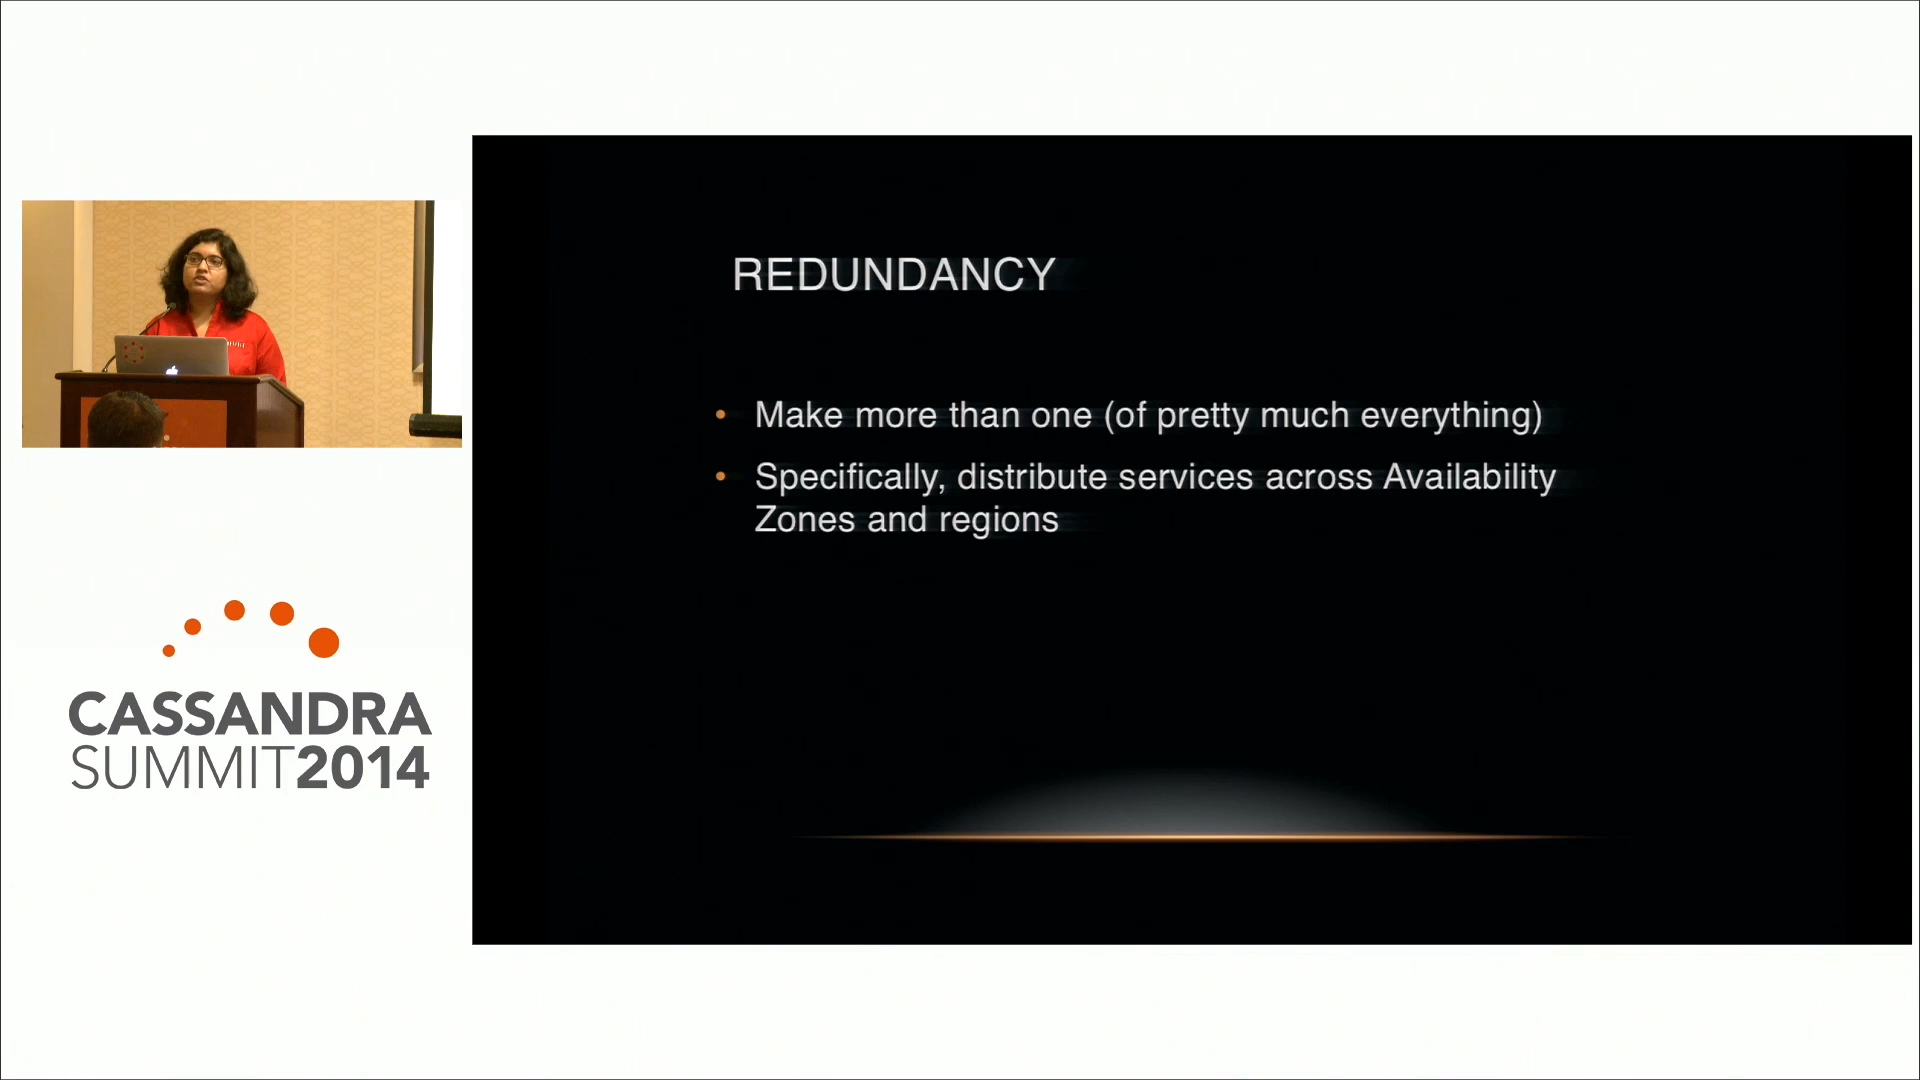 REDUNDANCY
• Make more than one (of pretty much everything)
• Specifically, distribute services across Availability
Zones and regions
CASSANDRA
SUMMIT2014